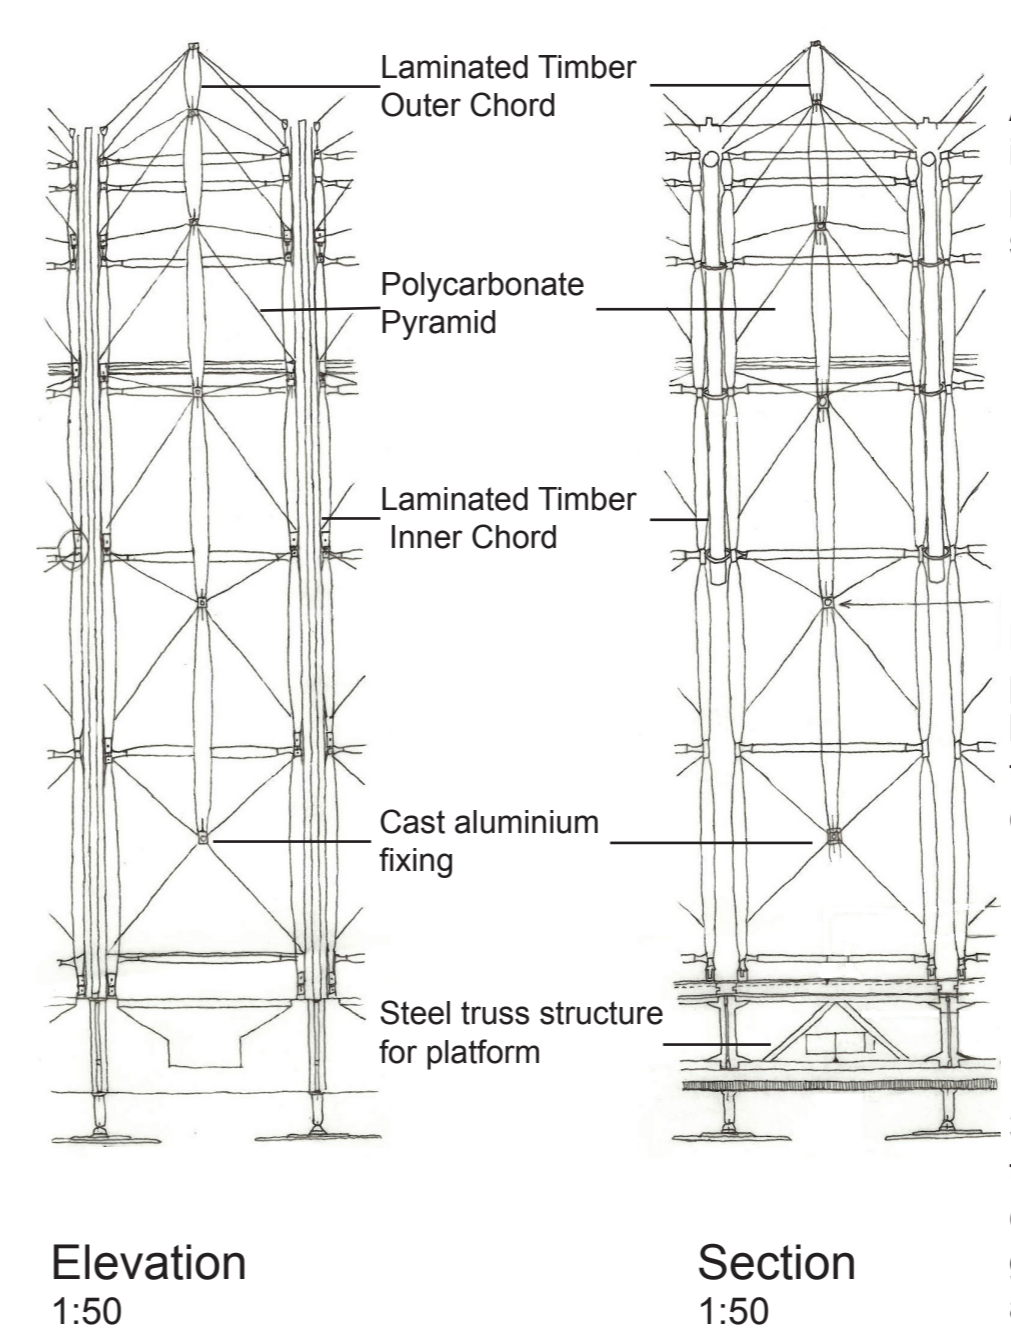 Laminated Timber
Outer Chord
Polycarbonate
Pyramid
Laminated Timber
Inner Chord
Cast aluminium
fixing
Steel truss structure
for platform
Elevation
1:50
Section
1:50